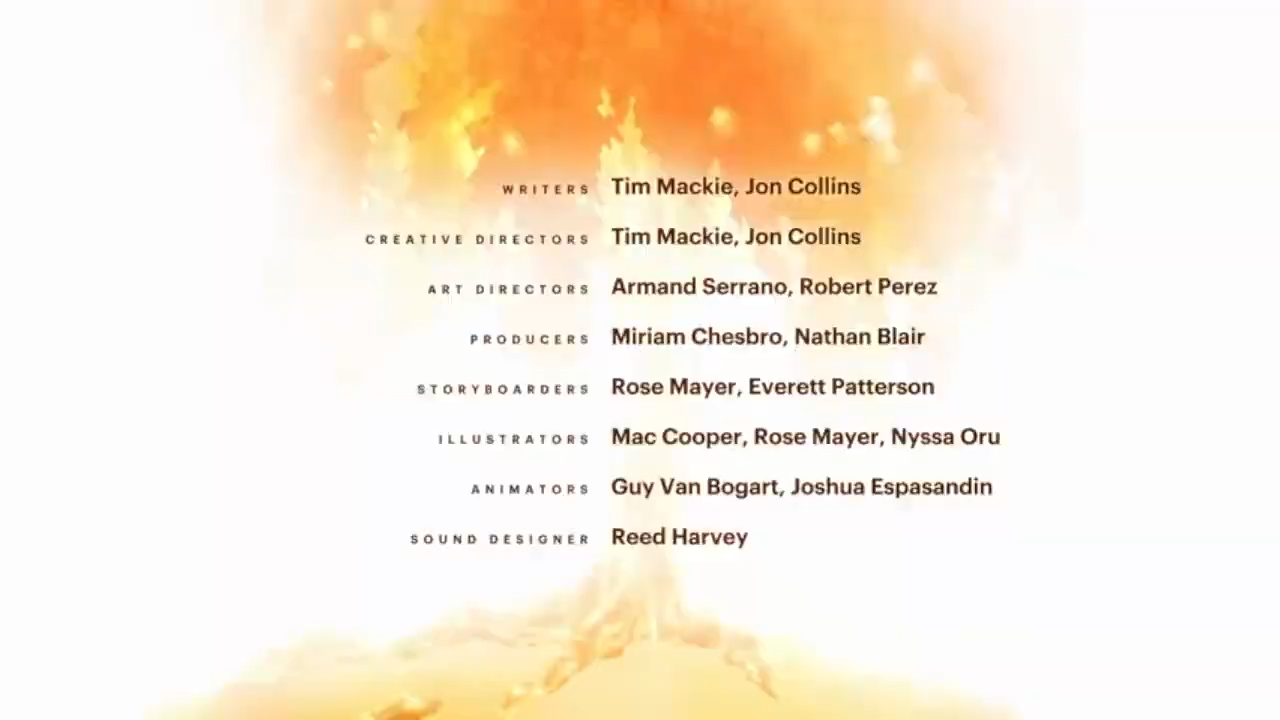 WRITERS Tim Mackie, Jon Collins
CREATIVE DIRECTORS Tim Mackie, Jon Collins
ART DIRECTORS Armand Serrano, Robert Perez
PRODUCERS Miriam Chesbro, Nathan Blair
STORYBOARDERS Rose Mayer, Everett Patterson
ILLUSTRATORS Mac Cooper, Rose Mayer, Nyssa Oru
ANIMATORS Guy Van Bogart, Joshua Espasandin
SOUND DESIGNER Reed Harvey